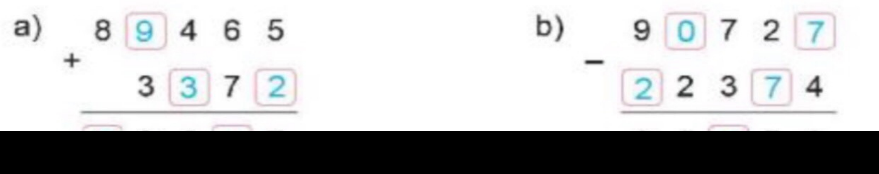 a) 8 9 4 6 5
+ 3 3 7 2
b) 9 0 7 2 7
− 2 2 3 7 4